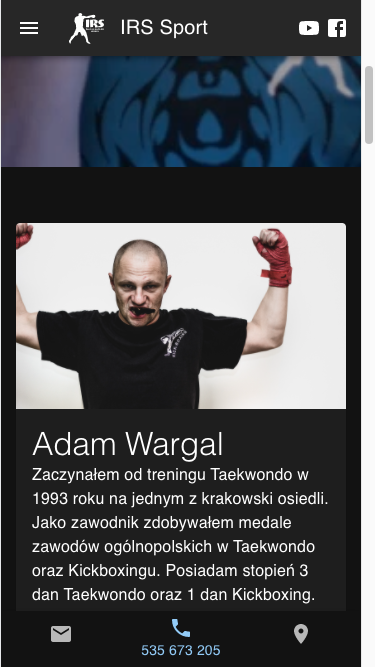 IRS IRS Sport
Adam Wargal
Zaczynałem od treningu Taekwondo w
1993 roku na jednym z krakowski osiedli.
Jako zawodnik zdobywałem medale
zawodów ogólnopolskich w Taekwondo
oraz Kickboxingu. Posiadam stopień 3
dan Taekwondo oraz 1 dan Kickboxing.
535 673 205